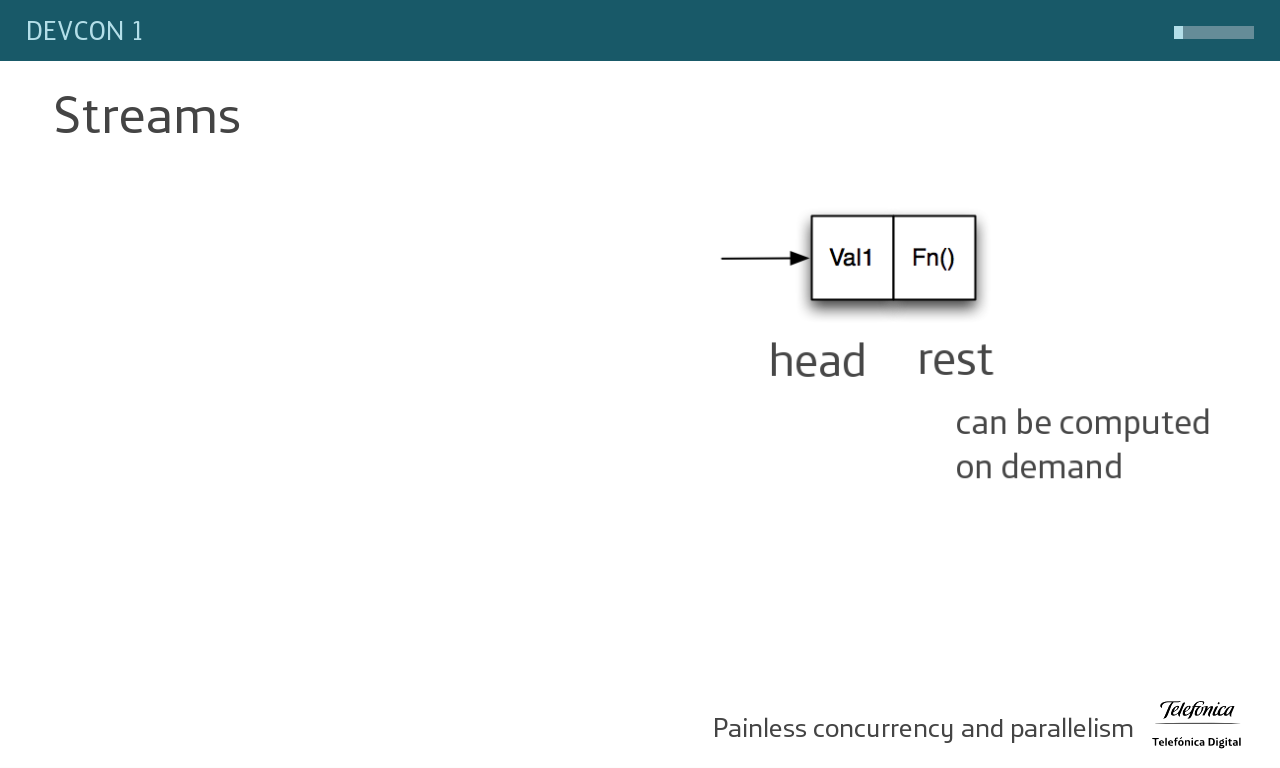 DEVCON 1
Streams
Val1 Fn()
head rest
can be computed
on demand
Painless concurrency and parallelism
Telefónica
Telefónica Digital